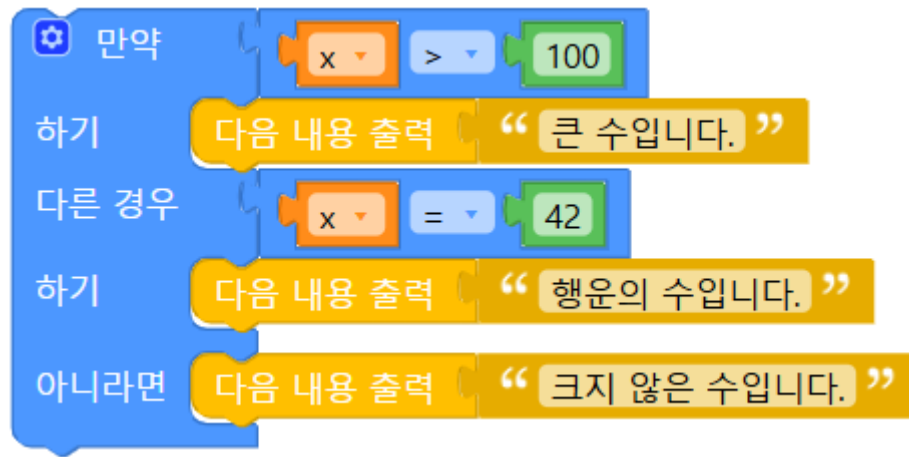 만약 x > 100
하기 다음 내용 출력 “ 큰 수입니다. ”
다른 경우 x = 42
하기 다음 내용 출력 “ 행운의 수입니다. ”
아니라면 다음 내용 출력 “ 크지 않은 수입니다. ”